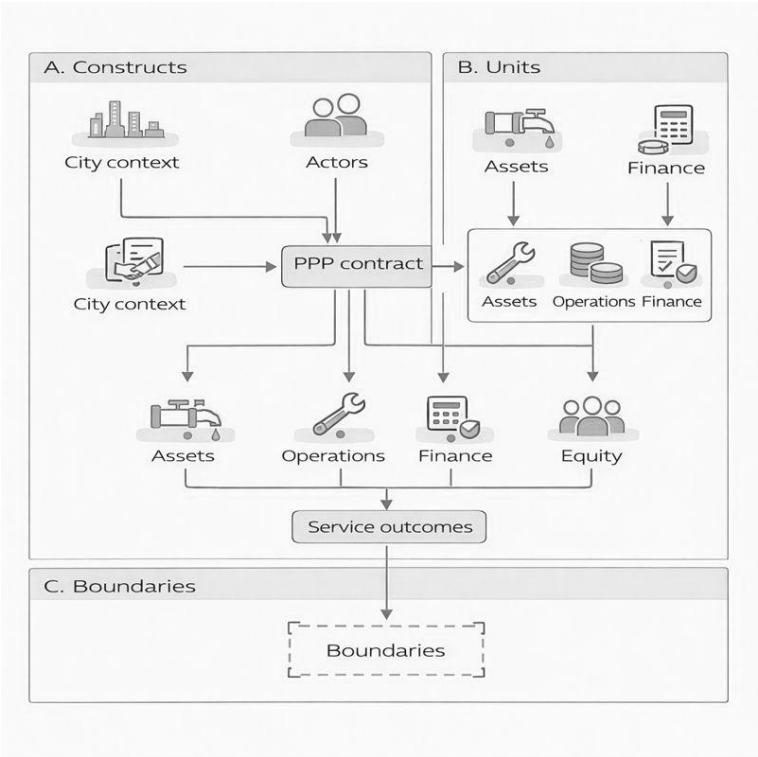 A. Constructs
B. Units
City context
Actors
Assets
Finance
City context
PPP contract
Assets
Operations
Finance
Assets
Operations
Finance
Equity
Service outcomes
C. Boundaries
Boundaries